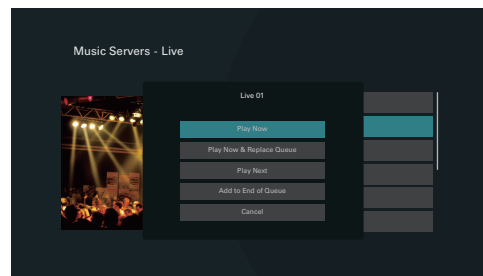 Music Servers - Live
Live 01
Play Now
Play Now & Replace Queue
Play Next
Add to End of Queue
Cancel